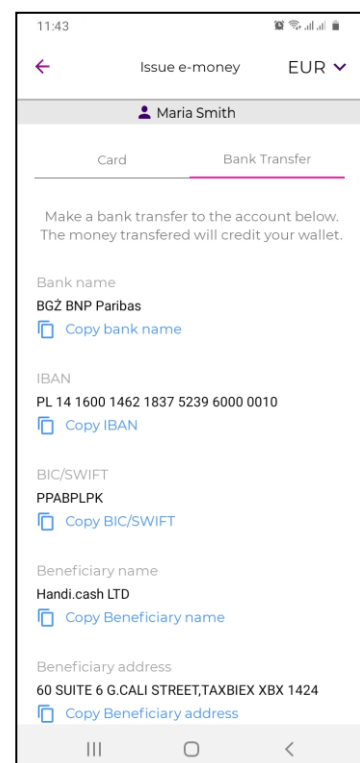 11:43
Issue e-money EUR
Maria Smith
Card Bank Transfer
Make a bank transfer to the account below.
The money transfered will credit your wallet.
Bank name
BGŻ BNP Paribas
Copy bank name
IBAN
PL 14 1600 1462 1837 5239 6000 0010
Copy IBAN
BIC/SWIFT
PPABPLPK
Copy BIC/SWIFT
Beneficiary name
Handi.cash LTD
Copy Beneficiary name
Beneficiary address
60 SUITE 6 G.CALI STREET,TAXBIEX XBX 1424
Copy Beneficiary address